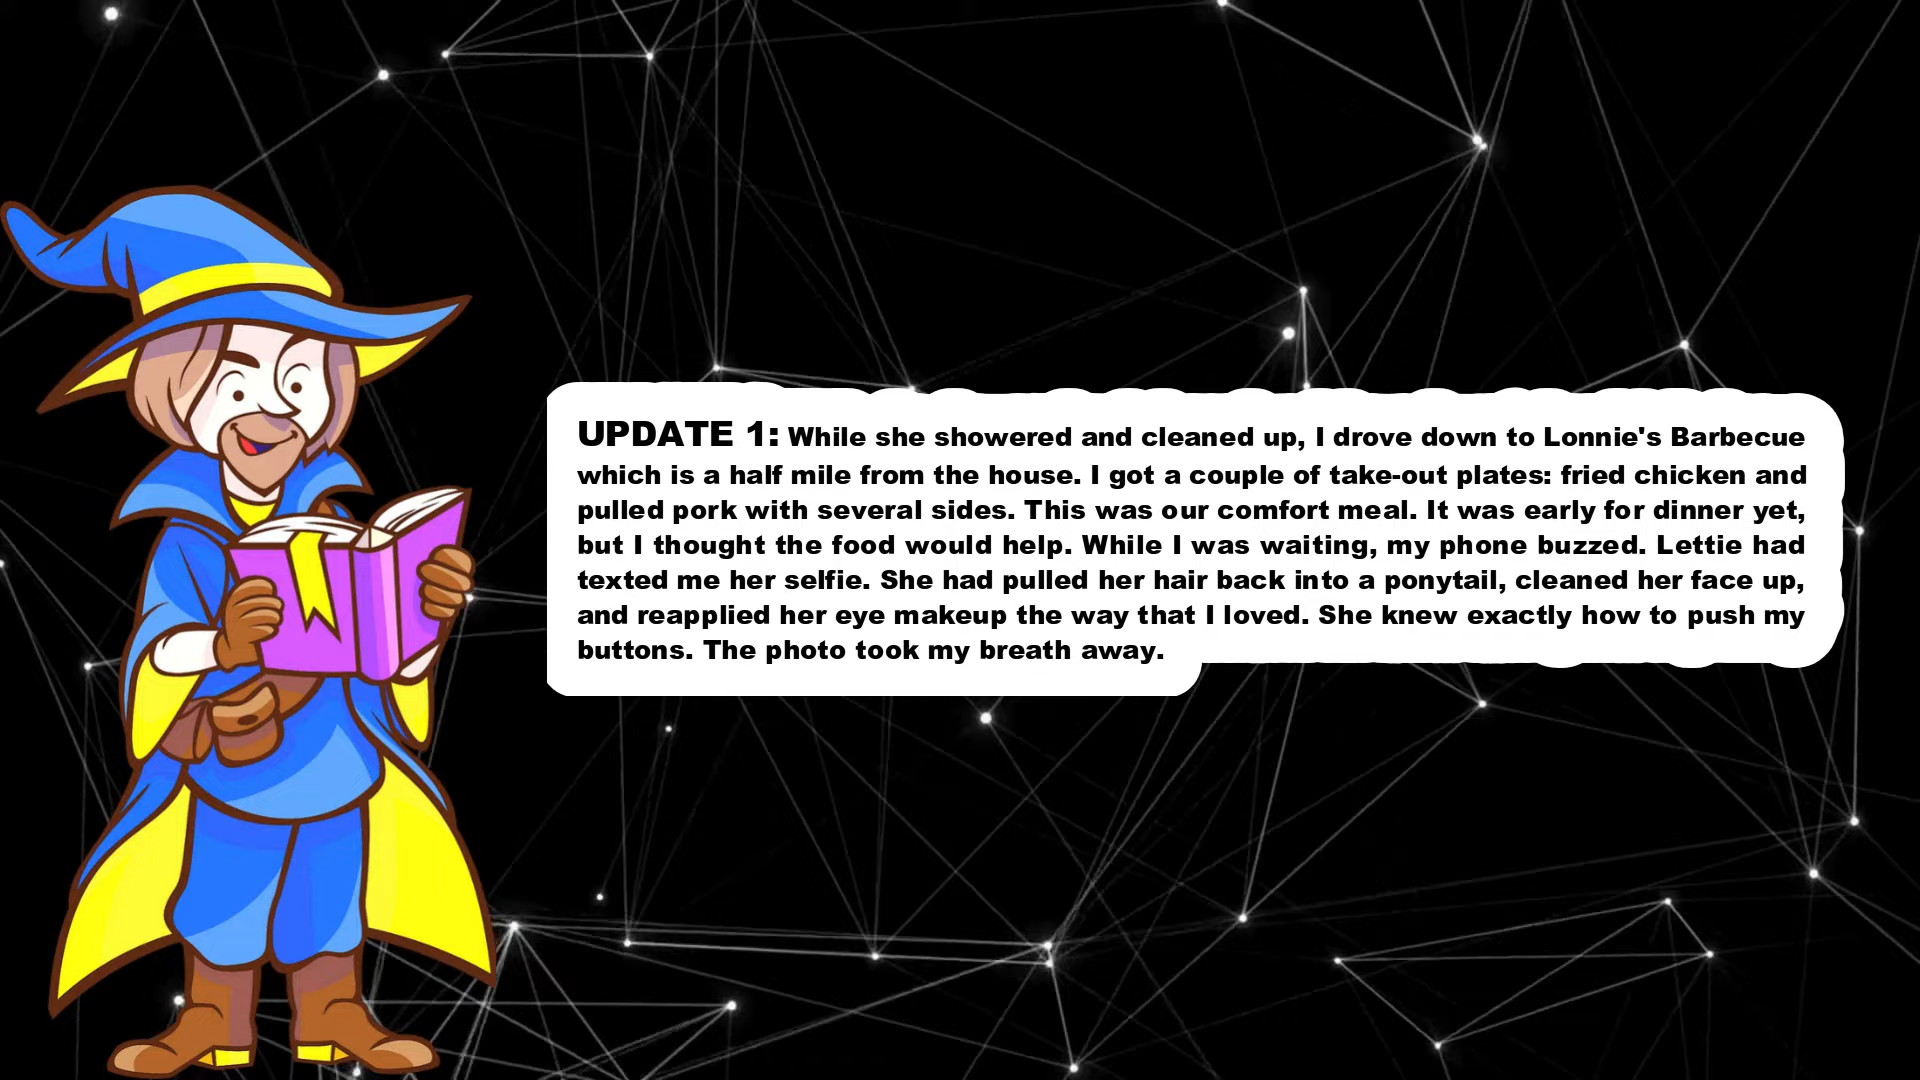 UPDATE 1: While she showered and cleaned up, I drove down to Lonnie's Barbecue
which is a half mile from the house. I got a couple of take-out plates: fried chicken and
pulled pork with several sides. This was our comfort meal. It was early for dinner yet,
but I thought the food would help. While I was waiting, my phone buzzed. Lettie had
texted me her selfie. She had pulled her hair back into a ponytail, cleaned her face up,
and reapplied her eye makeup the way that I loved. She knew exactly how to push my
buttons. The photo took my breath away.